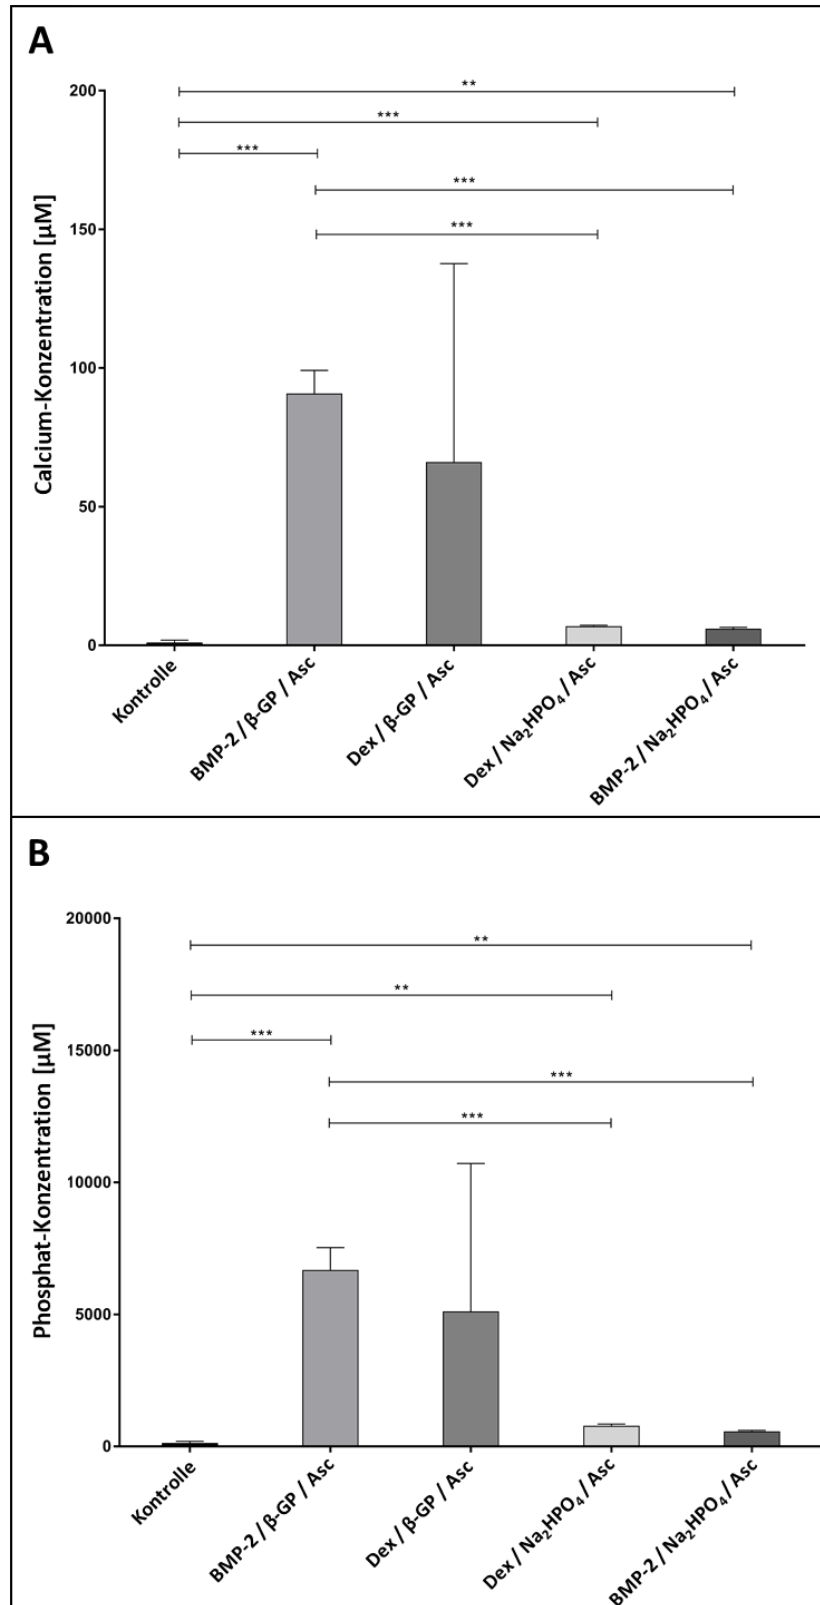 A
Calcium-Konzentration [µM]
200
150
100
50
0
**
***
***
***
***
Kontrolle
BMP-2 / β-GP / Asc
Dex / β-GP / Asc
Dex / Na₂HPO₄ / Asc
BMP-2 / Na₂HPO₄ / Asc
B
Phosphat-Konzentration [µM]
20000
15000
10000
5000
0
**
**
***
***
***
Kontrolle
BMP-2 / β-GP / Asc
Dex / β-GP / Asc
Dex / Na₂HPO₄ / Asc
BMP-2 / Na₂HPO₄ / Asc